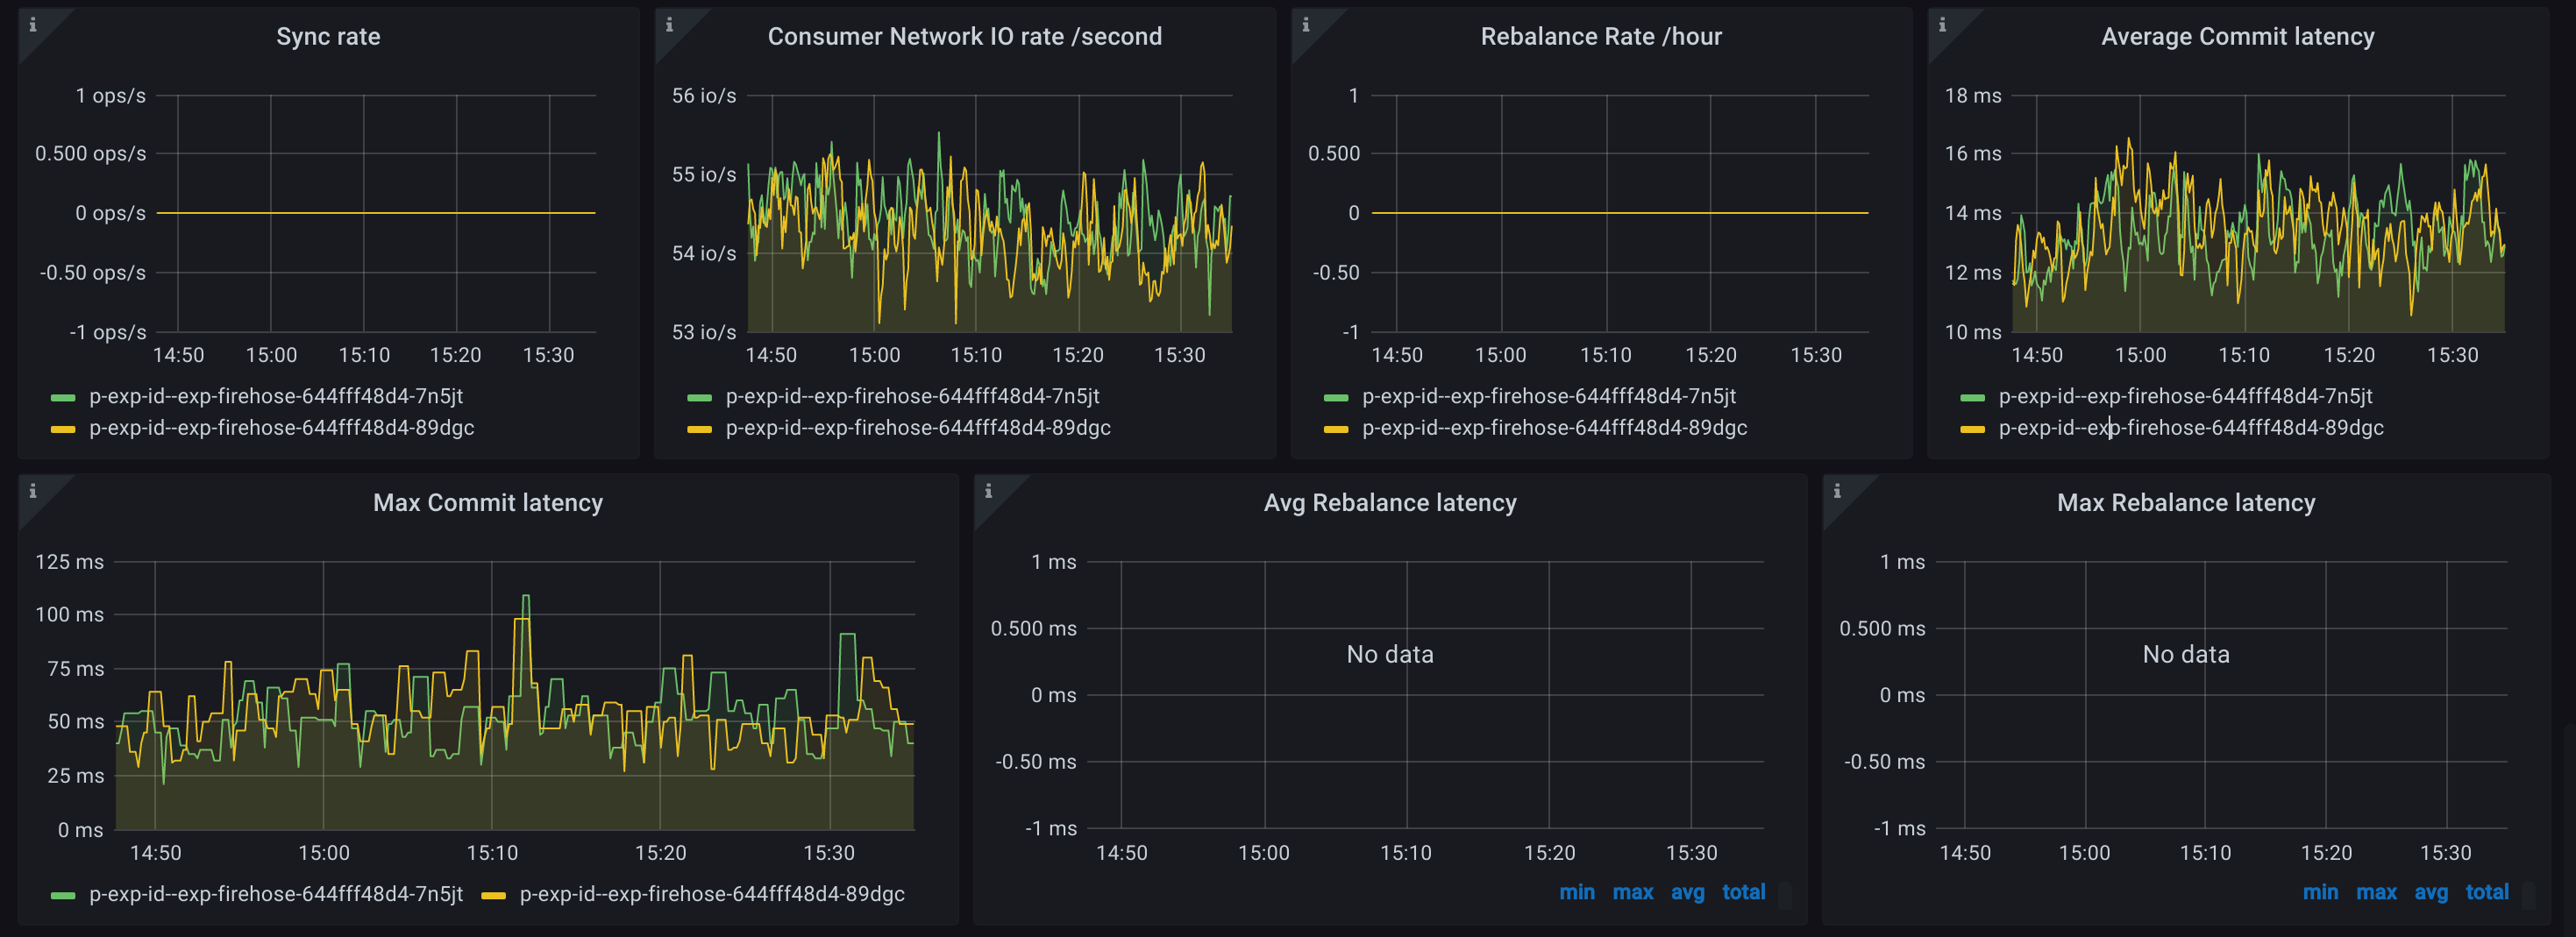 Sync rate
1 ops/s
0.500 ops/s
0 ops/s
-0.50 ops/s
-1 ops/s
14:50 15:00 15:10 15:20 15:30
p-exp-id--exp-firehose-644fff48d4-7n5jt
p-exp-id--exp-firehose-644fff48d4-89dgc
Consumer Network IO rate /second
56 io/s
55 io/s
54 io/s
53 io/s
14:50 15:00 15:10 15:20 15:30
p-exp-id--exp-firehose-644fff48d4-7n5jt
p-exp-id--exp-firehose-644fff48d4-89dgc
Rebalance Rate /hour
1
0.500
0
-0.50
-1
14:50 15:00 15:10 15:20 15:30
p-exp-id--exp-firehose-644fff48d4-7n5jt
p-exp-id--exp-firehose-644fff48d4-89dgc
Average Commit latency
18 ms
16 ms
14 ms
12 ms
10 ms
14:50 15:00 15:10 15:20 15:30
p-exp-id--exp-firehose-644fff48d4-7n5jt
p-exp-id--exp-firehose-644fff48d4-89dgc
Max Commit latency
125 ms
100 ms
75 ms
50 ms
25 ms
0 ms
14:50 15:00 15:10 15:20 15:30
p-exp-id--exp-firehose-644fff48d4-7n5jt p-exp-id--exp-firehose-644fff48d4-89dgc
Avg Rebalance latency
1 ms
0.500 ms
No data
0 ms
-0.50 ms
-1 ms
14:50 15:00 15:10 15:20 15:30
min max avg total
Max Rebalance latency
1 ms
0.500 ms
No data
0 ms
-0.50 ms
-1 ms
14:50 15:00 15:10 15:20 15:30
min max avg total